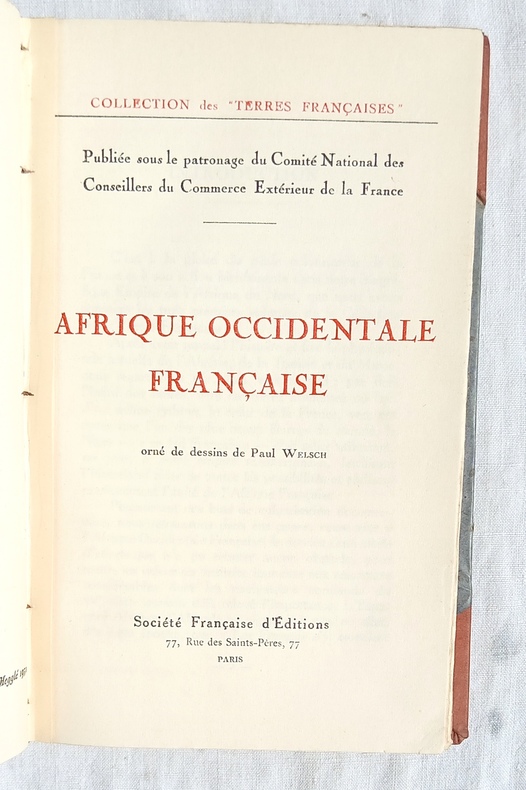 COLLECTION des "TERRES FRANÇAISES"
Publiée sous le patronage du Comité National des
Conseillers du Commerce Extérieur de la France
AFRIQUE OCCIDENTALE
FRANÇAISE
orné de dessins de Paul WELSCH
Société Française d'Éditions
77, Rue des Saints-Pères, 77
PARIS